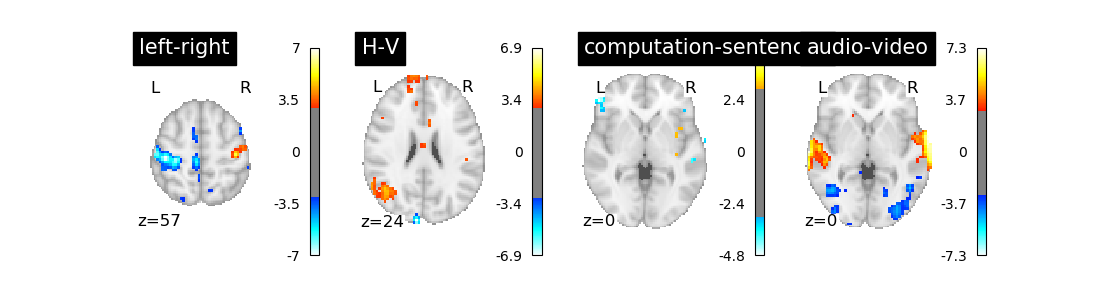 left-right
L R
z=57
7
3.5
0
-3.5
-7
H-V
L R
z=24
6.9
3.4
0
-3.4
-6.9
computation-sentenc
L R
z=0
2.4
0
-2.4
-4.8
audio-video
L R
z=0
7.3
3.7
0
-3.7
-7.3